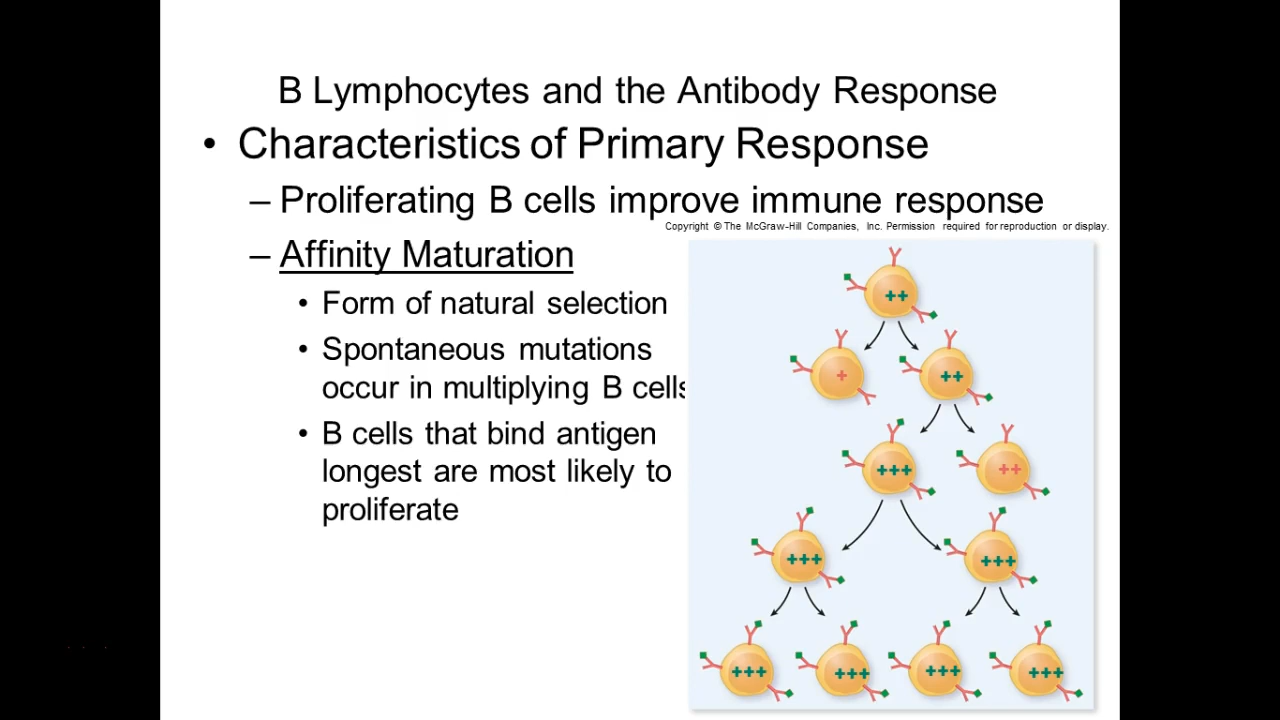 B Lymphocytes and the Antibody Response
• Characteristics of Primary Response
– Proliferating B cells improve immune response
Copyright © The McGraw-Hill Companies, Inc. Permission required for reproduction or display.
– Affinity Maturation
• Form of natural selection
• Spontaneous mutations
occur in multiplying B cells
• B cells that bind antigen
longest are most likely to
proliferate
++
+ ++
+++ ++
+++ +++
+++ +++ +++ +++